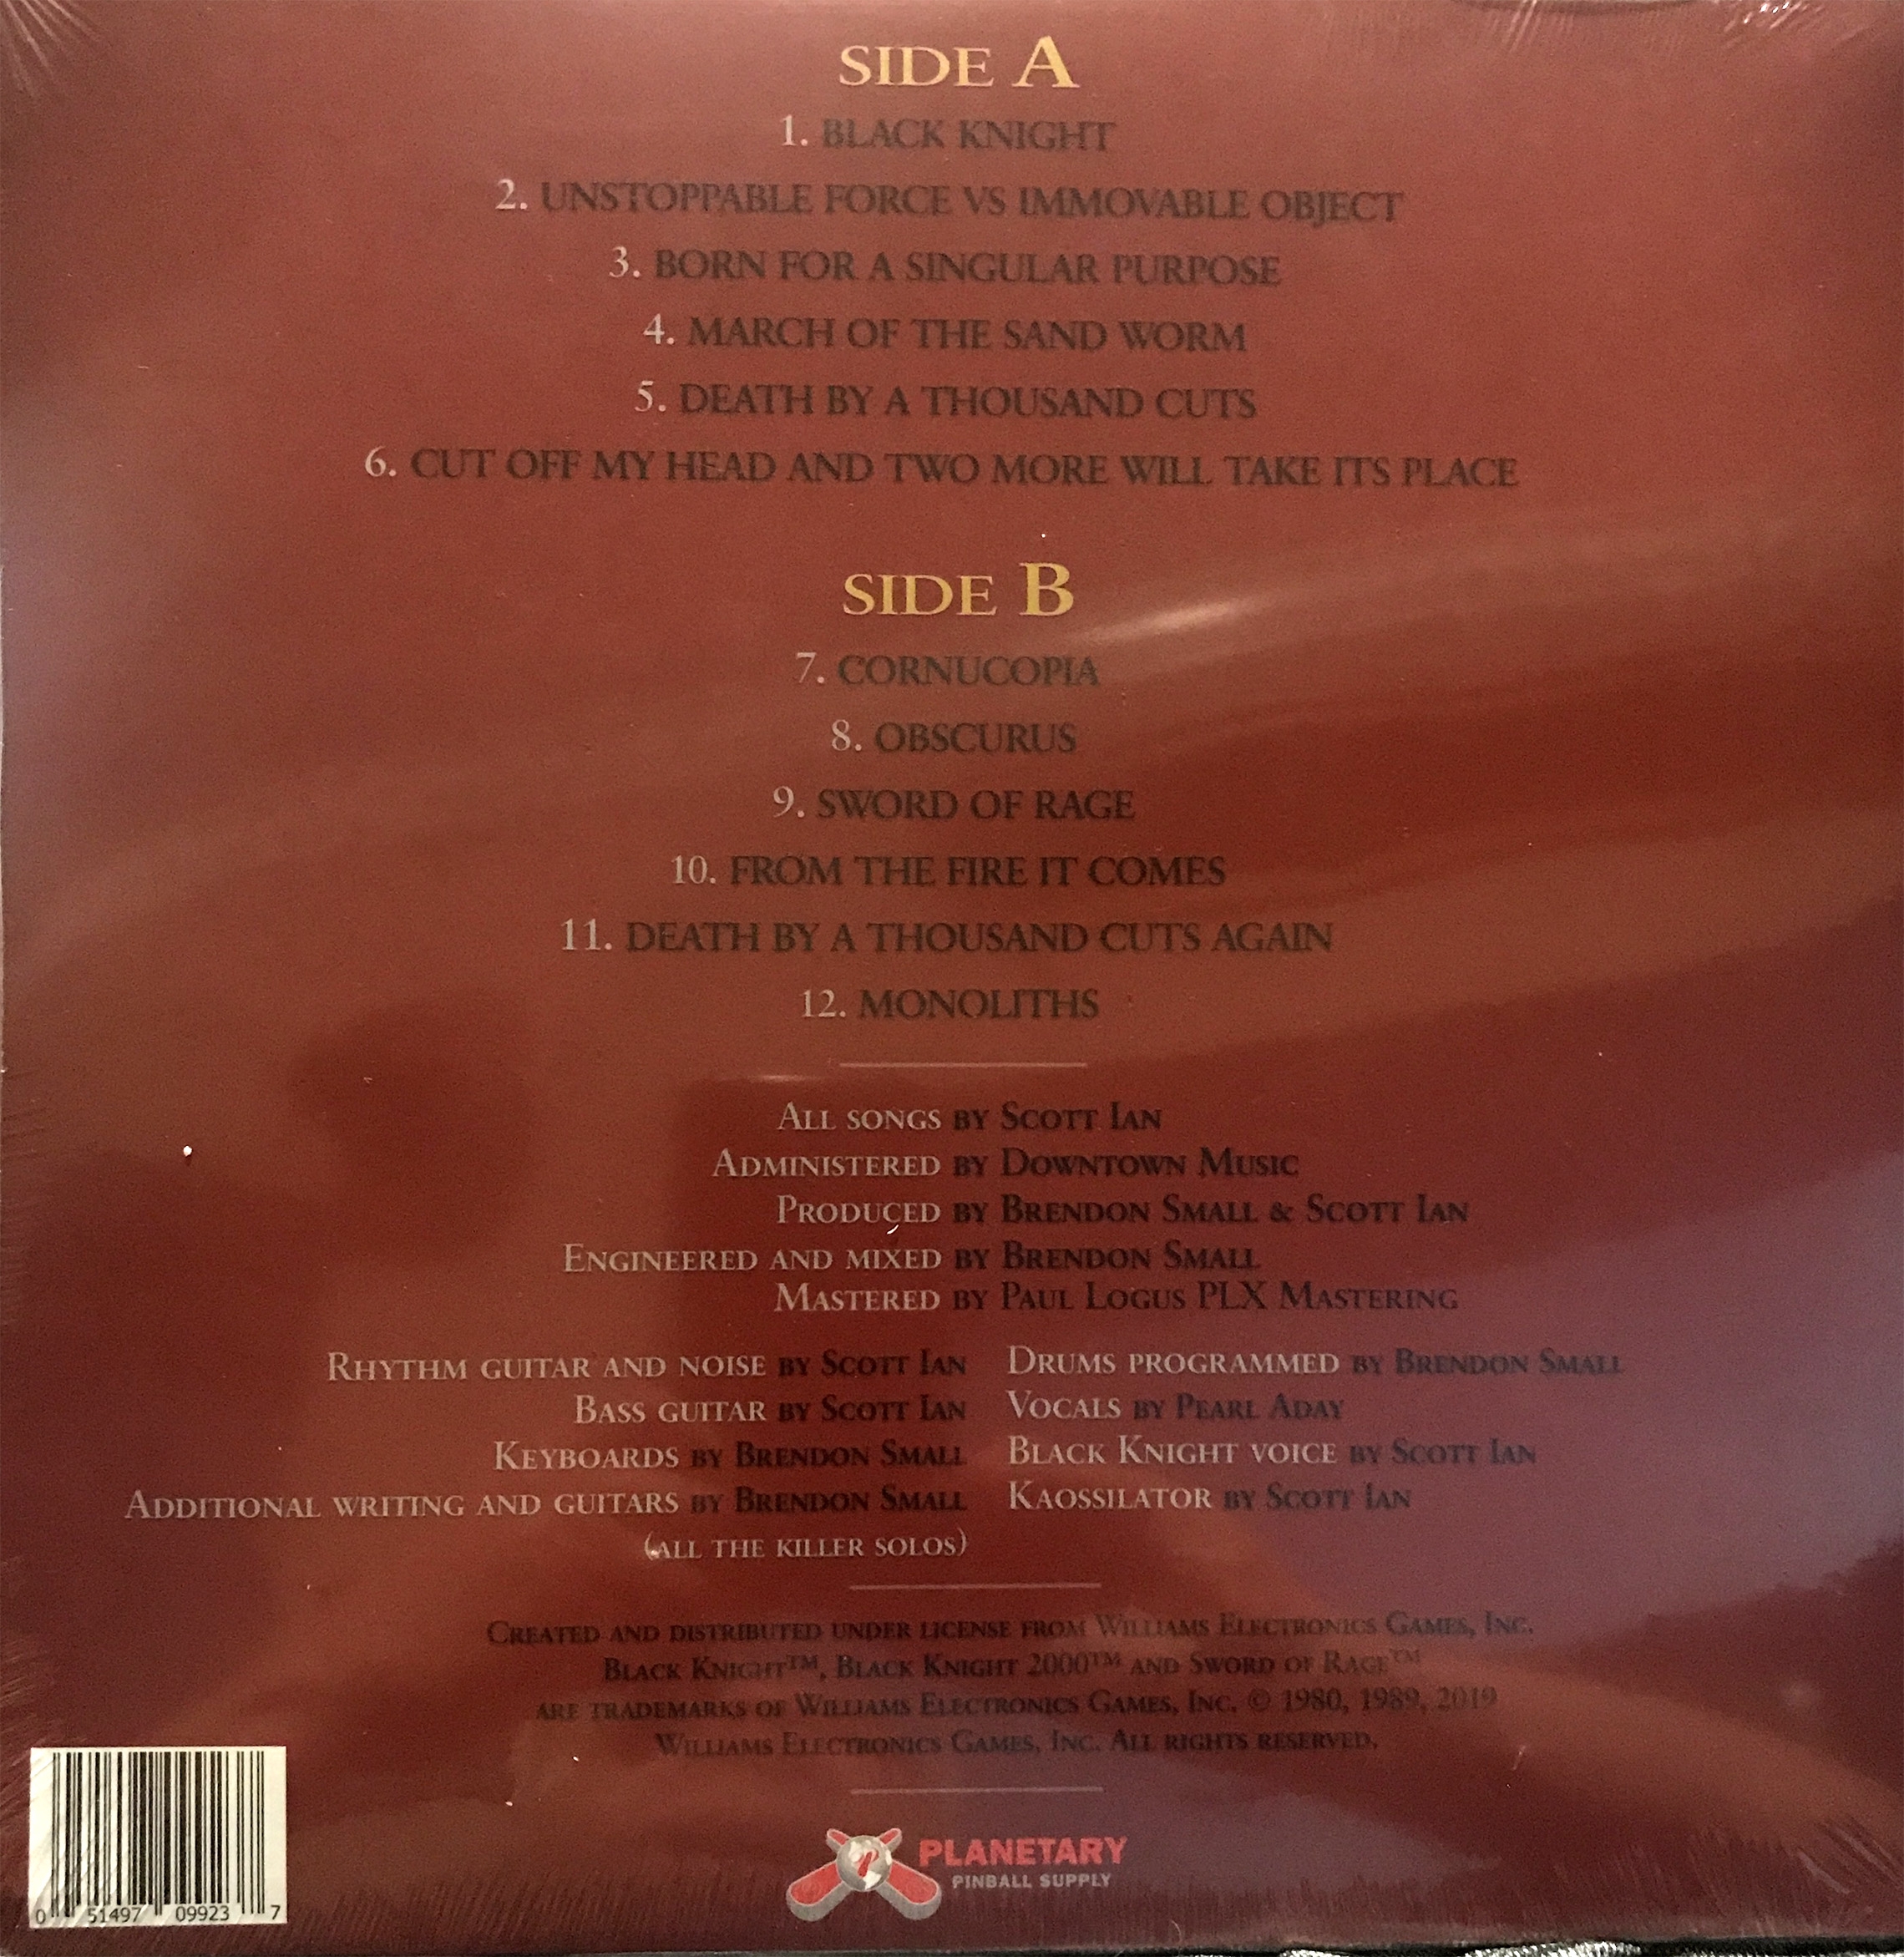 SIDE A
1. BLACK KNIGHT
2. UNSTOPPABLE FORCE VS IMMOVABLE OBJECT
3. BORN FOR A SINGULAR PURPOSE
4. MARCH OF THE SAND WORM
5. DEATH BY A THOUSAND CUTS
6. CUT OFF MY HEAD AND TWO MORE WILL TAKE ITS PLACE
SIDE B
7. CORNUCOPIA
8. OBSCURUS
9. SWORD OF RAGE
10. FROM THE FIRE IT COMES
11. DEATH BY A THOUSAND CUTS AGAIN
12. MONOLITHS
ALL SONGS BY SCOTT IAN
ADMINISTERED BY DOWNTOWN MUSIC
PRODUCED BY BRENDON SMALL & SCOTT IAN
ENGINEERED AND MIXED BY BRENDON SMALL
MASTERED BY PAUL LOGUS PLX MASTERING
RHYTHM GUITAR AND NOISE BY SCOTT IAN
BASS GUITAR BY SCOTT IAN
KEYBOARDS BY BRENDON SMALL
ADDITIONAL WRITING AND GUITARS BY BRENDON SMALL
(ALL THE KILLER SOLOS)
DRUMS PROGRAMMED BY BRENDON SMALL
VOCALS BY PEARL ADAY
BLACK KNIGHT VOICE BY SCOTT IAN
KAOSSILATOR BY SCOTT IAN
CREATED AND DISTRIBUTED UNDER LICENSE FROM WILLIAMS ELECTRONICS GAMES, INC.
BLACK KNIGHT™, BLACK KNIGHT 2000™ AND SWORD OF RAGE™
ARE TRADEMARKS OF WILLIAMS ELECTRONICS GAMES, INC. © 1980, 1989, 2019
WILLIAMS ELECTRONICS GAMES, INC. ALL RIGHTS RESERVED.
P PLANETARY
PINBALL SUPPLY
0 51497 09923 7